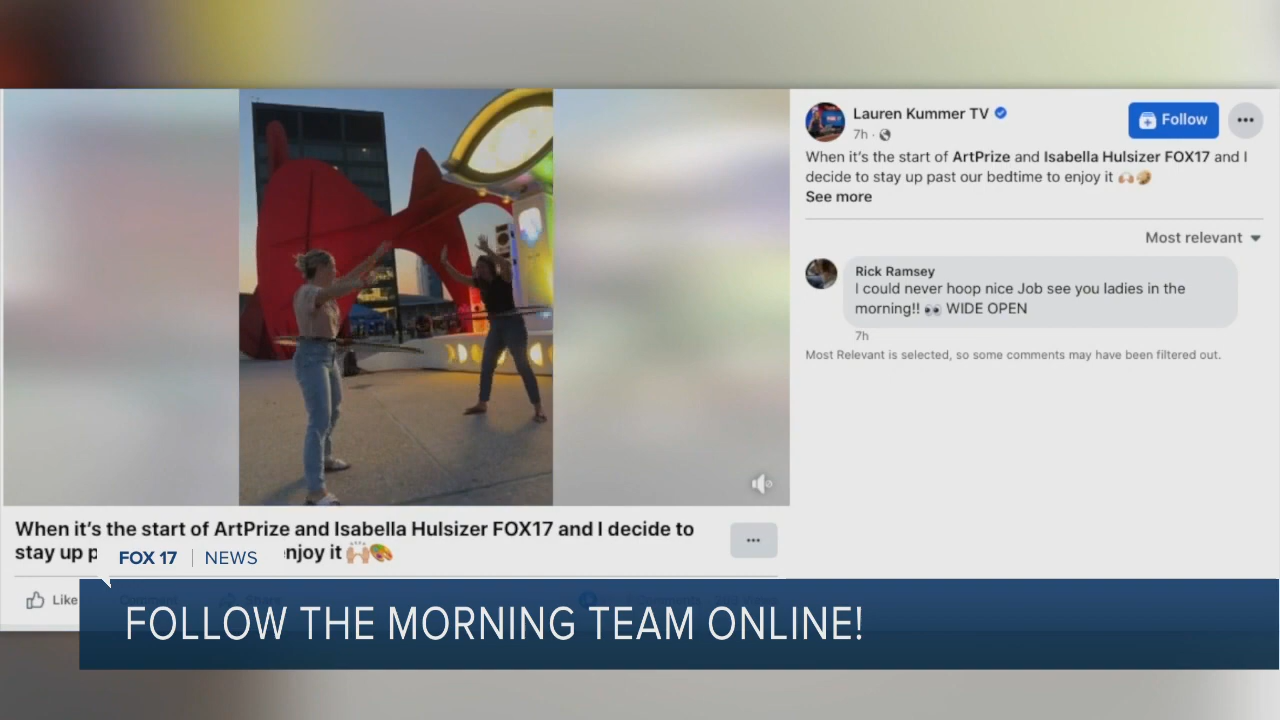 Lauren Kummer TV
Follow
7h
When it's the start of ArtPrize and Isabella Hulsizer FOX17 and I
decide to stay up past our bedtime to enjoy it 🙌🏼🎨
See more
Most relevant
Rick Ramsey
I could never hoop nice Job see you ladies in the
morning!! 👀 WIDE OPEN
7h
Most Relevant is selected, so some comments may have been filtered out.
When it's the start of ArtPrize and Isabella Hulsizer FOX17 and I decide to
stay up p
enjoy it 🙌🏼🎨
FOX 17 | NEWS
Like
Comment
Share
FOLLOW THE MORNING TEAM ONLINE!